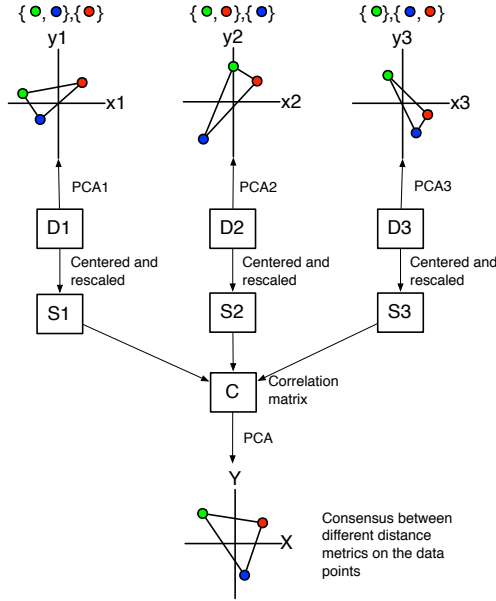 { , },{ }
{ , },{ }
{ },{ , }
y1
y2
y3
x1
x2
x3
PCA1
PCA2
PCA3
D1
D2
D3
Centered and
rescaled
Centered and
rescaled
Centered and
rescaled
S1
S2
S3
C
Correlation
matrix
PCA
Y
X
Consensus between
different distance
metrics on the data
points